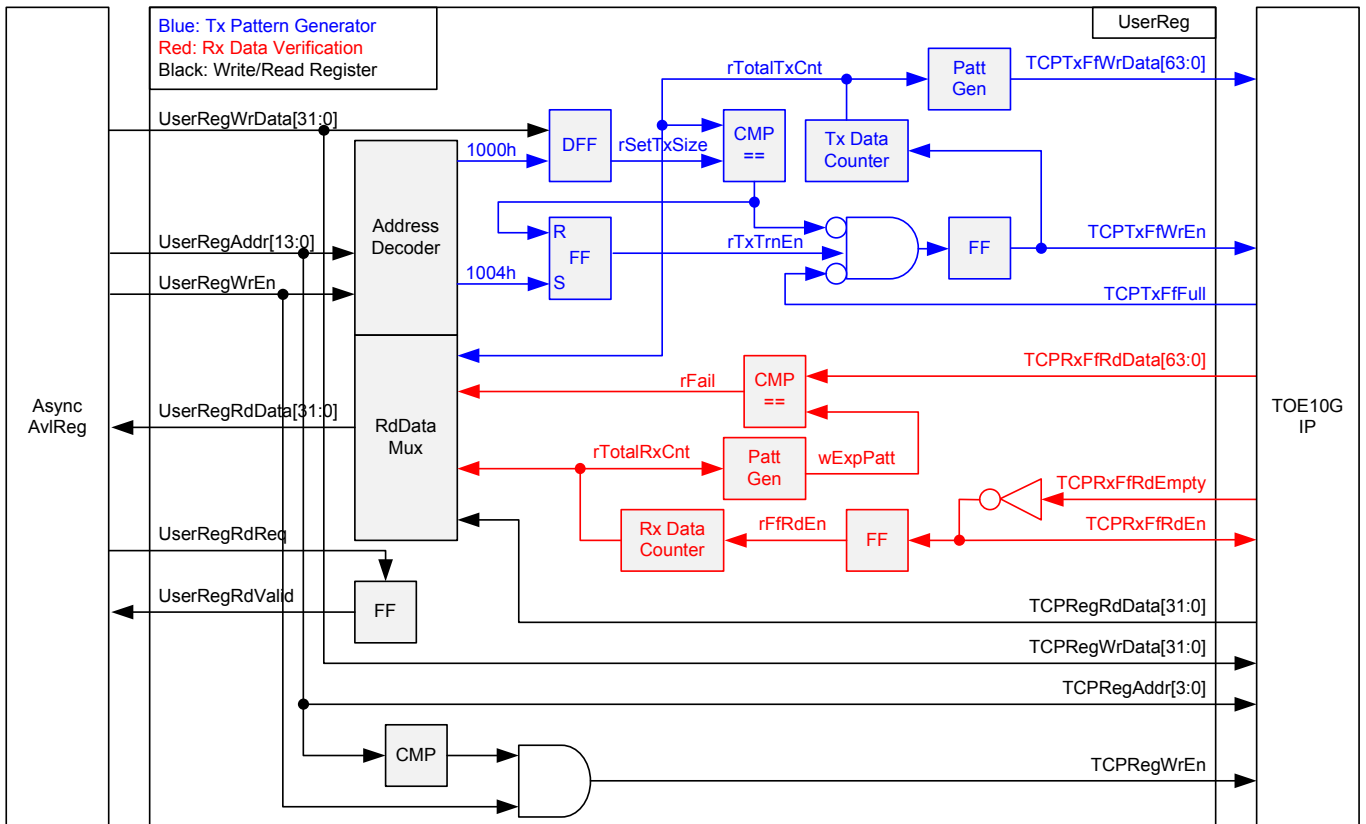 Blue: Tx Pattern Generator
Red: Rx Data Verification
Black: Write/Read Register
UserReg
rTotalTxCnt
Patt
Gen
TCPTxFfWrData[63:0]
UserRegWrData[31:0]
DFF
CMP
==
Tx Data
Counter
1000h
rSetTxSize
Address
Decoder
UserRegAddr[13:0]
R
FF
S
rTxTrnEn
FF
TCPTxFfWrEn
UserRegWrEn
1004h
TCPTxFfFull
TCPRxFfRdData[63:0]
rFail
CMP
==
Async
AvlReg
UserRegRdData[31:0]
RdData
Mux
TOE10G
IP
rTotalRxCnt
Patt
Gen
wExpPatt
TCPRxFfRdEmpty
Rx Data
Counter
rFfRdEn
FF
TCPRxFfRdEn
UserRegRdReq
UserRegRdValid
FF
TCPRegRdData[31:0]
TCPRegWrData[31:0]
TCPRegAddr[3:0]
CMP
TCPRegWrEn